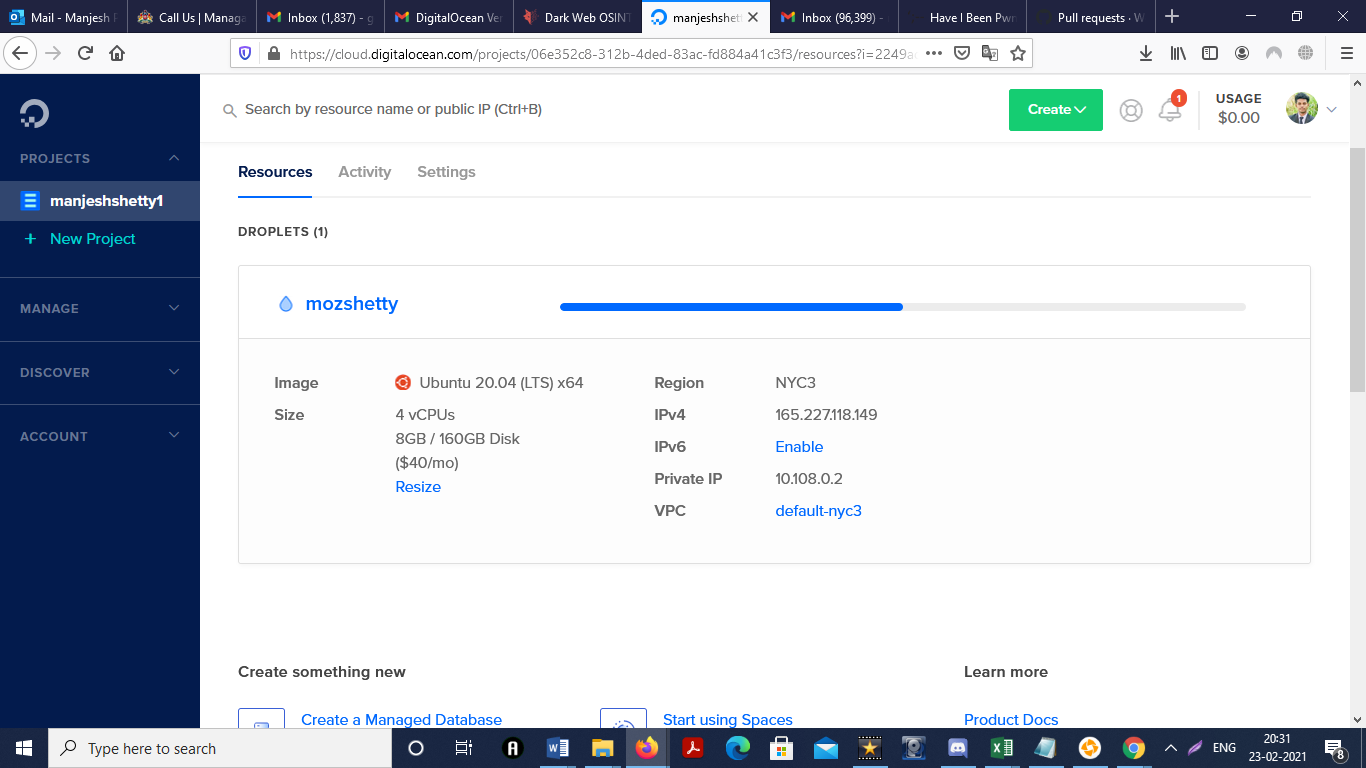 Mail - Manjesh P
Call Us | Manag
Inbox (1,837) - g
DigitalOcean Ver
Dark Web OSINT
manjeshshett
Inbox (96,399) -
Have I Been Pwn
Pull requests · W
https://cloud.digitalocean.com/projects/06e352c8-312b-4ded-83ac-fd884a41c3f3/resources?i=2249a
Search by resource name or public IP (Ctrl+B)
Create
1
USAGE
$0.00
PROJECTS
manjeshshetty1
+ New Project
MANAGE
DISCOVER
ACCOUNT
Resources Activity Settings
DROPLETS (1)
mozshetty
Image Ubuntu 20.04 (LTS) x64 Region NYC3
Size 4 vCPUs IPv4 165.227.118.149
8GB / 160GB Disk IPv6 Enable
($40/mo) Private IP 10.108.0.2
Resize
VPC default-nyc3
Create something new Learn more
Create a Managed Database Start using Spaces Product Docs
Type here to search
ENG
20:31
23-02-2021
8